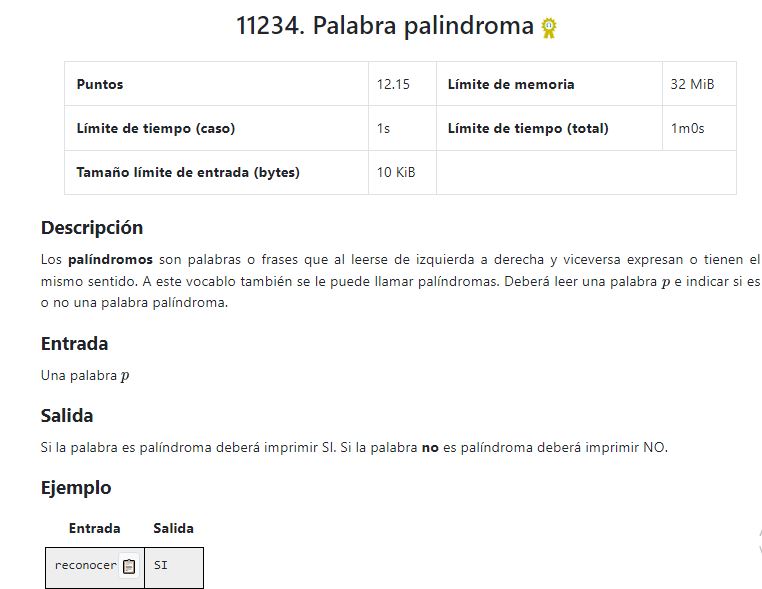 11234. Palabra palindroma
Puntos 12.15 Límite de memoria 32 MiB
Límite de tiempo (caso) 1s Límite de tiempo (total) 1m0s
Tamaño límite de entrada (bytes) 10 KiB
Descripción
Los palíndromos son palabras o frases que al leerse de izquierda a derecha y viceversa expresan o tienen el
mismo sentido. A este vocablo también se le puede llamar palíndromas. Deberá leer una palabra p e indicar si es
o no una palabra palíndroma.
Entrada
Una palabra p
Salida
Si la palabra es palíndroma deberá imprimir SI. Si la palabra no es palíndroma deberá imprimir NO.
Ejemplo
Entrada Salida
reconocer SI